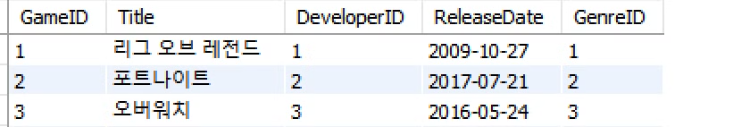 GameID Title DeveloperID ReleaseDate GenreID
1 리그 오브 레전드 1 2009-10-27 1
2 포트나이트 2 2017-07-21 2
3 오버워치 3 2016-05-24 3